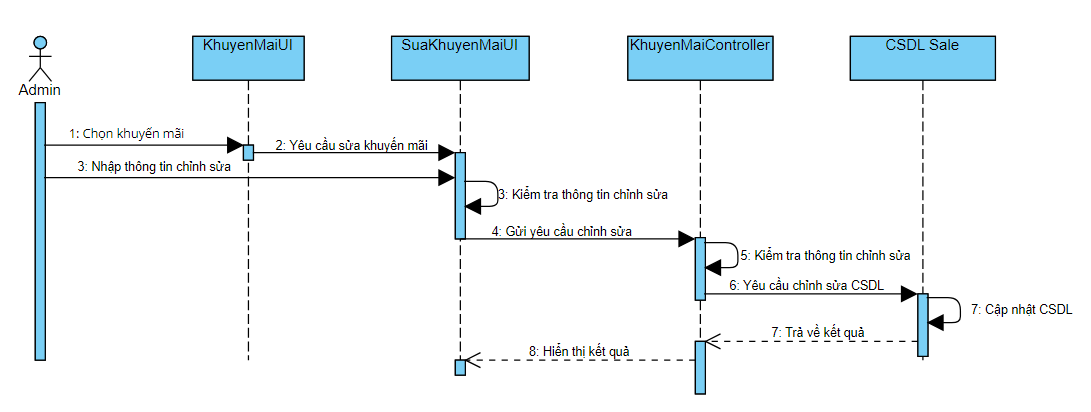 KhuyenMaiUI
SuaKhuyenMaiUI
KhuyenMaiController
CSDL Sale
Admin
1: Chọn khuyến mãi
2: Yêu cầu sửa khuyến mãi
3: Nhập thông tin chỉnh sửa
3: Kiểm tra thông tin chỉnh sửa
4: Gửi yêu cầu chỉnh sửa
5: Kiểm tra thông tin chỉnh sửa
6: Yêu cầu chỉnh sửa CSDL
7: Cập nhật CSDL
7: Trả về kết quả
8: Hiển thị kết quả